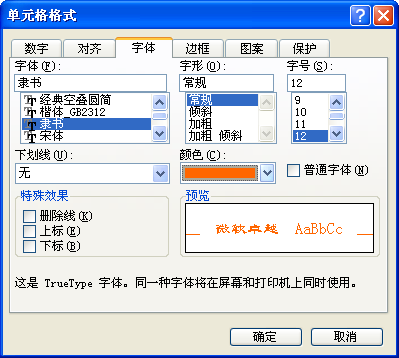 单元格格式
数字 对齐 字体 边框 图案 保护
字体(F): 字形(O): 字号(S):
隶书 常规 12
经典空叠圆简 常规 9
楷体_GB2312 倾斜 10
隶书 加粗 11
宋体 加粗 倾斜 12
下划线(U): 颜色(C):
无 普通字体(N)
特殊效果 预览
删除线(K)
上标(E)
下标(B)
微软卓越 AaBbCc
这是 TrueType 字体。同一种字体将在屏幕和打印机上同时使用。
确定 取消